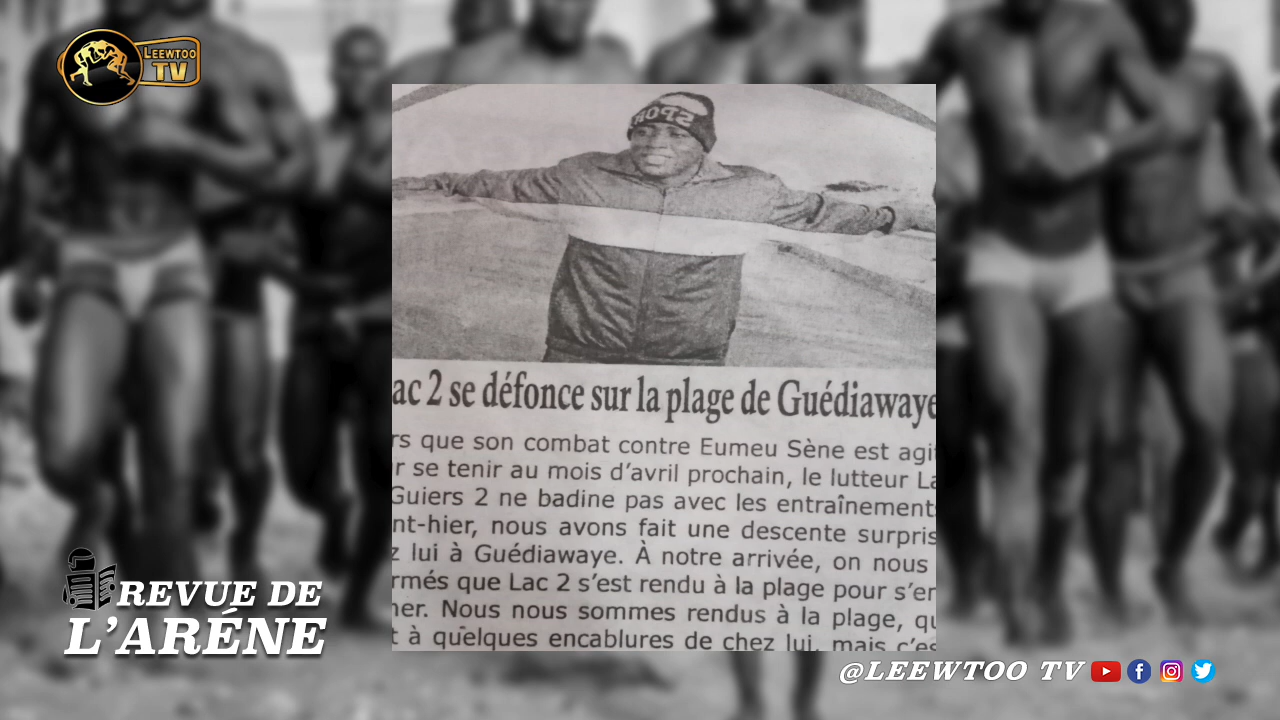 LEEWTOO
TV
SPORT
ac 2 se défonce sur la plage de Guédiawaye
rs que son combat contre Eumeu Sène est agi
r se tenir au mois d'avril prochain, le lutteur La
Guiers 2 ne badine pas avec les entraînements
nt-hier, nous avons fait une descente surpris
z lui à Guédiawaye. À notre arrivée, on nous
rmés que Lac 2 s'est rendu à la plage pour s'en
ner. Nous nous sommes rendus à la plage, qu
t à quelques encablures de chez lui, mais c'es
REVUE DE
L'ARÉNE
@LEEWTOO TV